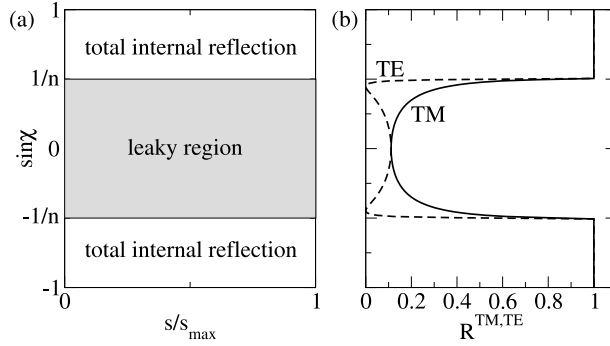 (a)
1
total internal reflection
1/n
sinχ
0
leaky region
-1/n
total internal reflection
-1
0
1
s/s_max
(b)
TE
TM
0 0.2 0.4 0.6 0.8 1
R^TM,TE